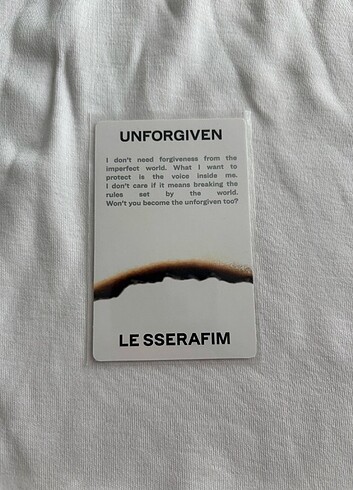 UNFORGIVEN
I don't need forgiveness from the
imperfect world. What I want to
protect is the voice inside me.
I don't care if it means breaking the
rules set by the world.
Won't you become the unforgiven too?
LE SSERAFIM